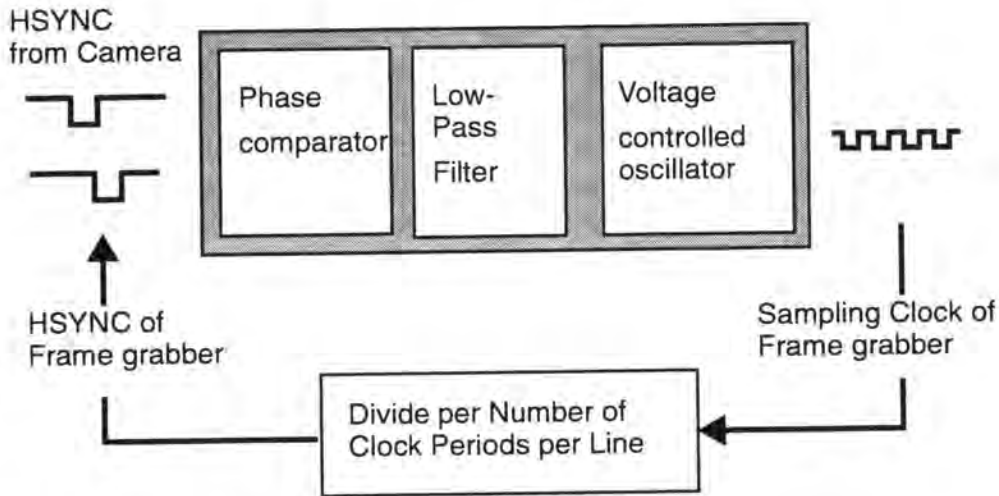 HSYNC
from Camera
Phase
comparator
Low-
Pass
Filter
Voltage
controlled
oscillator
HSYNC of
Frame grabber
Sampling Clock of
Frame grabber
Divide per Number of
Clock Periods per Line